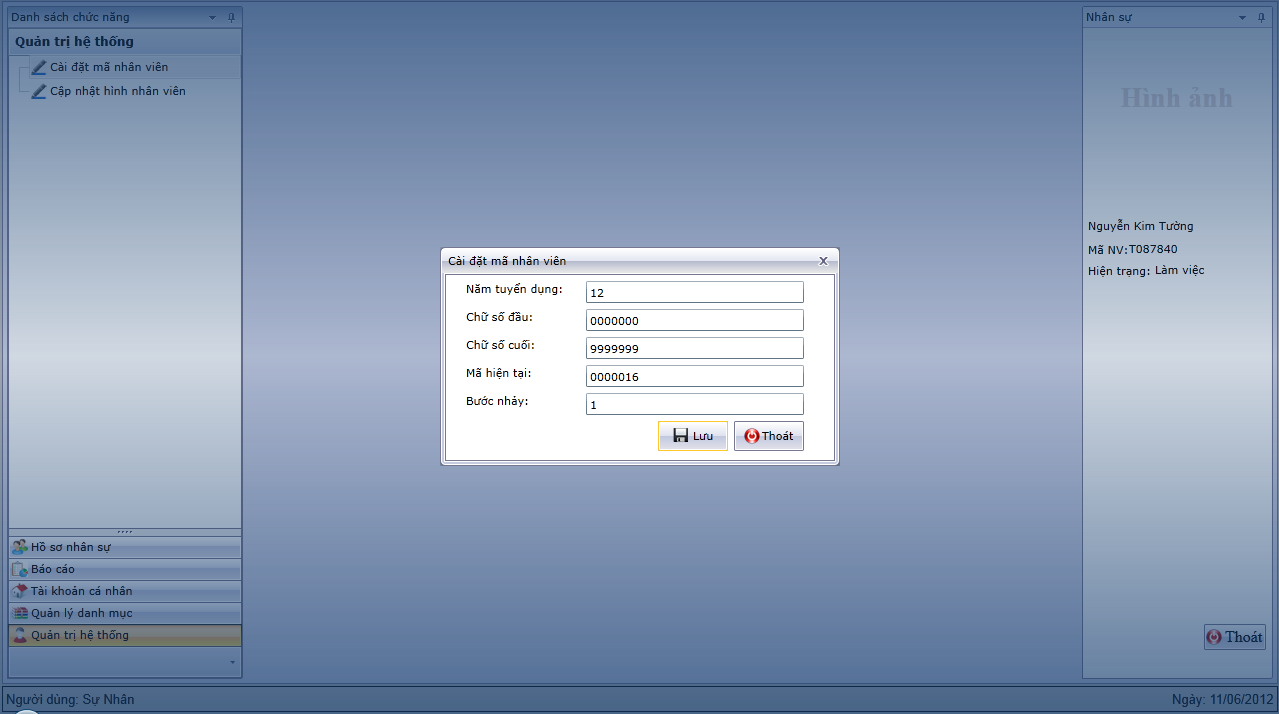 Danh sách chức năng
Quản trị hệ thống
Cài đặt mã nhân viên
Cập nhật hình nhân viên
Hồ sơ nhân sự
Báo cáo
Tài khoản cá nhân
Quản lý danh mục
Quản trị hệ thống
Cài đặt mã nhân viên
Năm tuyển dụng: 12
Chữ số đầu: 0000000
Chữ số cuối: 9999999
Mã hiện tại: 0000016
Bước nhảy: 1
Lưu Thoát
Nhân sự
Hình ảnh
Nguyễn Kim Tường
Mã NV:T087840
Hiện trạng: Làm việc
Thoát
Người dùng: Sự Nhân
Ngày: 11/06/2012